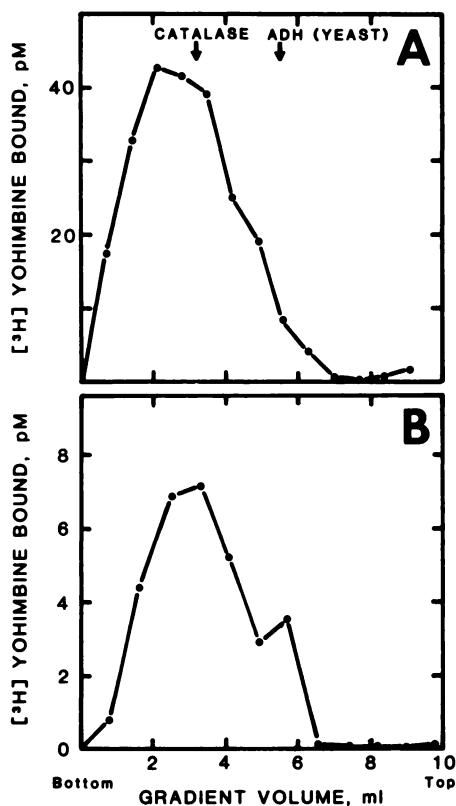 CATALASE ADH (YEAST)
A
[³H] YOHIMBINE BOUND, pM
40
20
B
[³H] YOHIMBINE BOUND, pM
8
6
4
2
0
2 4 6 8 10
Bottom Top
GRADIENT VOLUME, ml